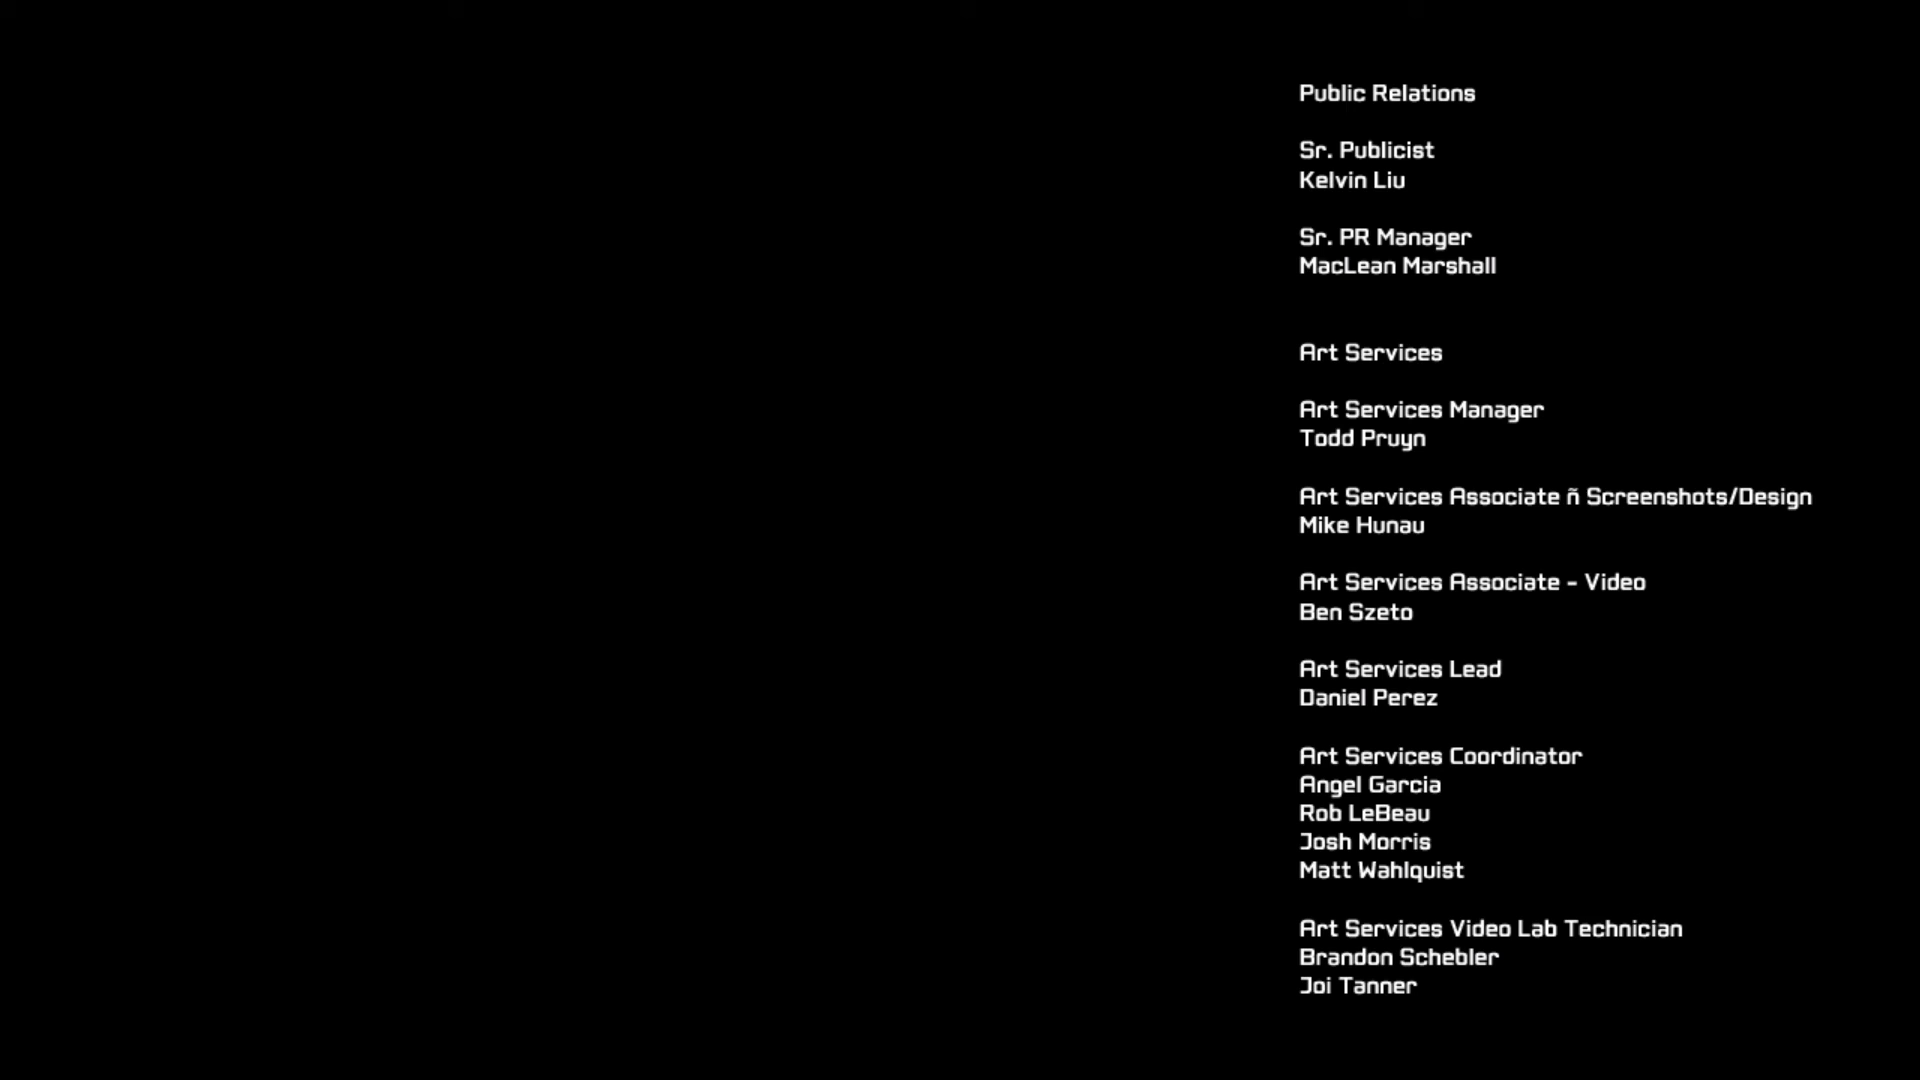 Public Relations
Sr. Publicist
Kelvin Liu
Sr. PR Manager
MacLean Marshall
Art Services
Art Services Manager
Todd Pruyn
Art Services Associate ñ Screenshots/Design
Mike Hunau
Art Services Associate - Video
Ben Szeto
Art Services Lead
Daniel Perez
Art Services Coordinator
Angel Garcia
Rob LeBeau
Josh Morris
Matt Wahlquist
Art Services Video Lab Technician
Brandon Schebler
Joi Tanner